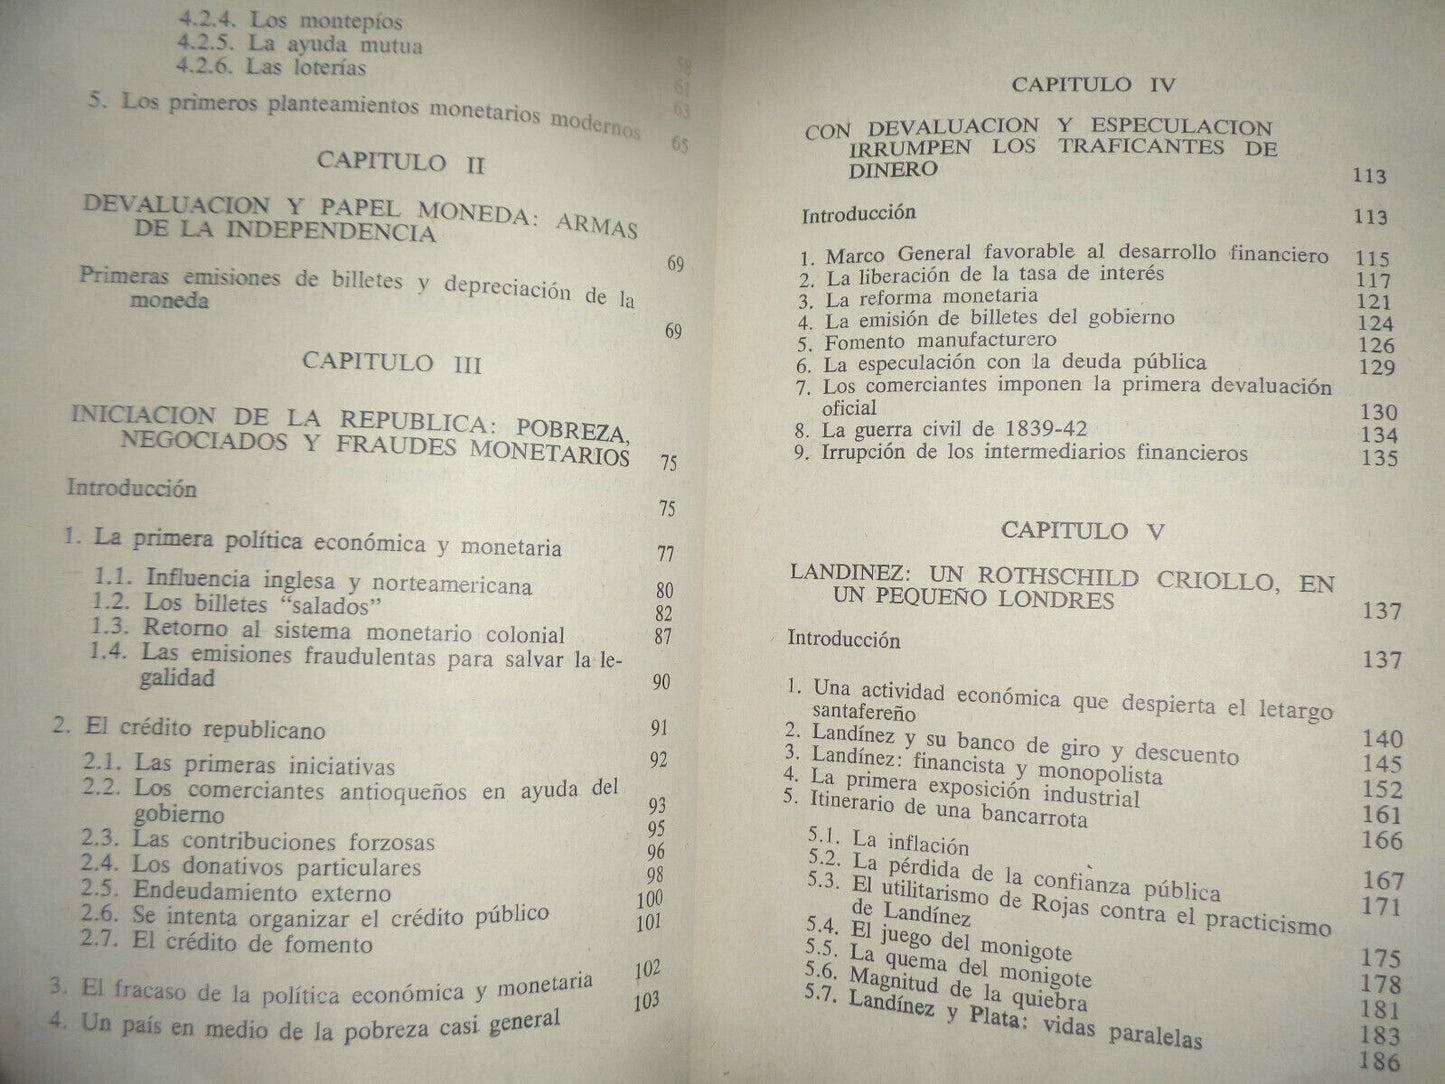 4.2.4. Los montepíos
4.2.5. La ayuda mutua 58
4.2.6. Las loterías 61
63
5. Los primeros planteamientos monetarios modernos 65
CAPITULO II
DEVALUACION Y PAPEL MONEDA: ARMAS
DE LA INDEPENDENCIA 69
Primeras emisiones de billetes y depreciación de la
moneda 69
CAPITULO III
INICIACION DE LA REPUBLICA: POBREZA,
NEGOCIADOS Y FRAUDES MONETARIOS 75
Introducción 75
1. La primera política económica y monetaria 77
1.1. Influencia inglesa y norteamericana 80
1.2. Los billetes “salados” 82
1.3. Retorno al sistema monetario colonial 87
1.4. Las emisiones fraudulentas para salvar la le-
galidad 90
2. El crédito republicano 91
2.1. Las primeras iniciativas 92
2.2. Los comerciantes antioqueños en ayuda del
gobierno 93
2.3. Las contribuciones forzosas 95
2.4. Los donativos particulares 96
2.5. Endeudamiento externo 98
2.6. Se intenta organizar el crédito público 100
2.7. El crédito de fomento 101
3. El fracaso de la política económica y monetaria 102
4. Un país en medio de la pobreza casi general 103
CAPITULO IV
CON DEVALUACION Y ESPECULACION
IRRUMPEN LOS TRAFICANTES DE
DINERO 113
Introducción 113
1. Marco General favorable al desarrollo financiero 115
2. La liberación de la tasa de interés 117
3. La reforma monetaria 121
4. La emisión de billetes del gobierno 124
5. Fomento manufacturero 126
6. La especulación con la deuda pública 129
7. Los comerciantes imponen la primera devaluación
oficial 130
8. La guerra civil de 1839-42 134
9. Irrupción de los intermediarios financieros 135
CAPITULO V
LANDINEZ: UN ROTHSCHILD CRIOLLO, EN
UN PEQUEÑO LONDRES 137
Introducción 137
1. Una actividad económica que despierta el letargo
santafereño 140
2. Landínez y su banco de giro y descuento 145
3. Landínez: financista y monopolista 152
4. La primera exposición industrial 161
5. Itinerario de una bancarrota 166
5.1. La inflación 167
5.2. La pérdida de la confianza pública 171
5.3. El utilitarismo de Rojas contra el practicismo
de Landínez 175
5.4. El juego del monigote 178
5.5. La quema del monigote 181
5.6. Magnitud de la quiebra 183
5.7. Landínez y Plata: vidas paralelas 186